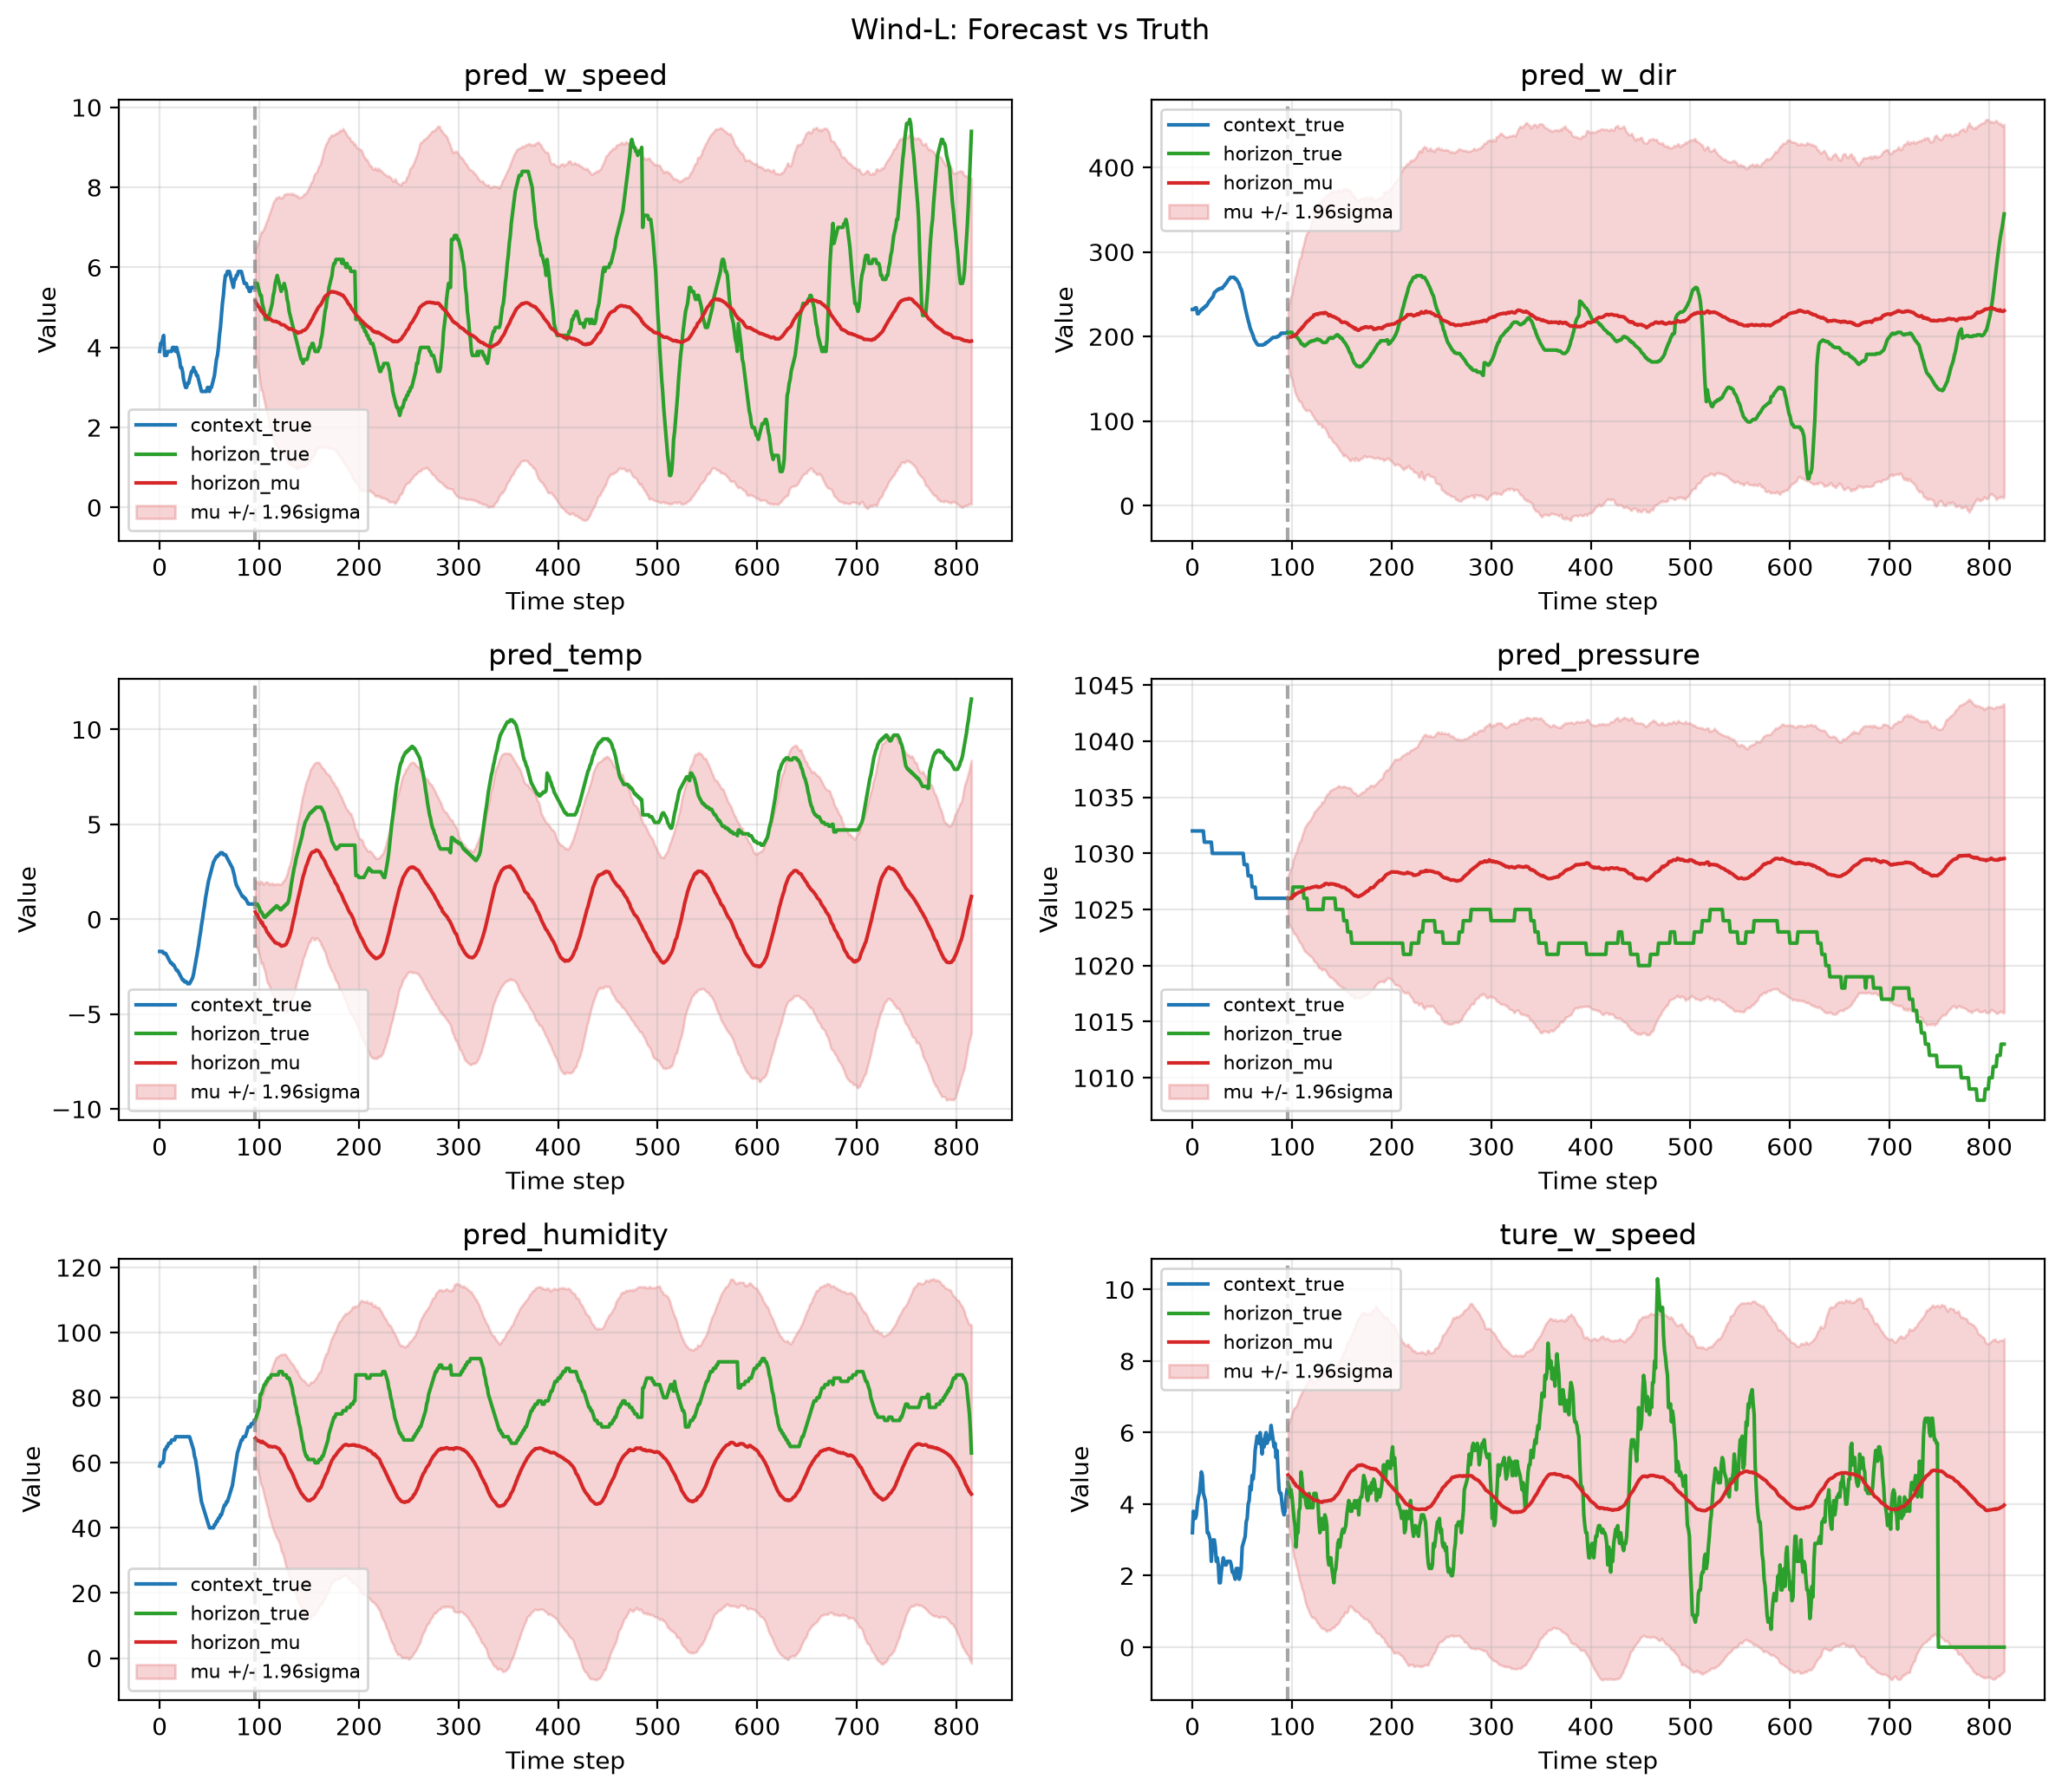 Wind-L: Forecast vs Truth
pred_w_speed
10
8
6
4
2
0
Value
context_true
horizon_true
horizon_mu
mu +/- 1.96sigma
0 100 200 300 400 500 600 700 800
Time step
pred_w_dir
400
300
200
100
0
Value
context_true
horizon_true
horizon_mu
mu +/- 1.96sigma
0 100 200 300 400 500 600 700 800
Time step
pred_temp
10
5
0
−5
−10
Value
context_true
horizon_true
horizon_mu
mu +/- 1.96sigma
0 100 200 300 400 500 600 700 800
Time step
pred_pressure
1045
1040
1035
1030
1025
1020
1015
1010
Value
context_true
horizon_true
horizon_mu
mu +/- 1.96sigma
0 100 200 300 400 500 600 700 800
Time step
pred_humidity
120
100
80
60
40
20
0
Value
context_true
horizon_true
horizon_mu
mu +/- 1.96sigma
0 100 200 300 400 500 600 700 800
Time step
ture_w_speed
10
8
6
4
2
0
Value
context_true
horizon_true
horizon_mu
mu +/- 1.96sigma
0 100 200 300 400 500 600 700 800
Time step